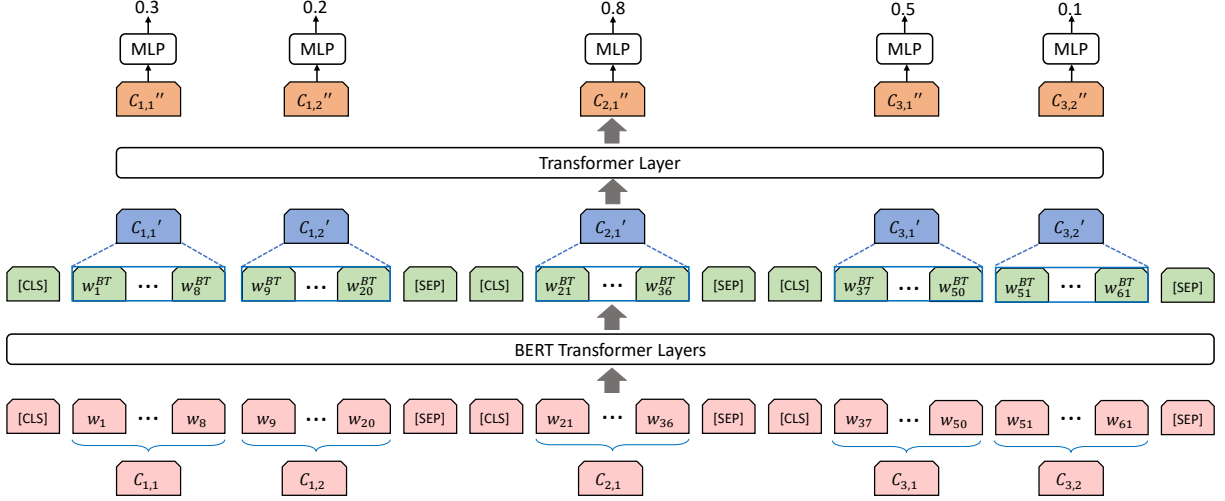 0.3 0.2 0.8 0.5 0.1
MLP MLP MLP MLP MLP
C₁,₁′′ C₁,₂′′ C₂,₁′′ C₃,₁′′ C₃,₂′′
Transformer Layer
C₁,₁′ C₁,₂′ C₂,₁′ C₃,₁′ C₃,₂′
[CLS] w₁ᴮᵀ ⋯ w₈ᴮᵀ w₉ᴮᵀ ⋯ w₂₀ᴮᵀ [SEP] [CLS] w₂₁ᴮᵀ ⋯ w₃₆ᴮᵀ [SEP] [CLS] w₃₇ᴮᵀ ⋯ w₅₀ᴮᵀ w₅₁ᴮᵀ ⋯ w₆₁ᴮᵀ [SEP]
BERT Transformer Layers
[CLS] w₁ ⋯ w₈ w₉ ⋯ w₂₀ [SEP] [CLS] w₂₁ ⋯ w₃₆ [SEP] [CLS] w₃₇ ⋯ w₅₀ w₅₁ ⋯ w₆₁ [SEP]
C₁,₁ C₁,₂ C₂,₁ C₃,₁ C₃,₂